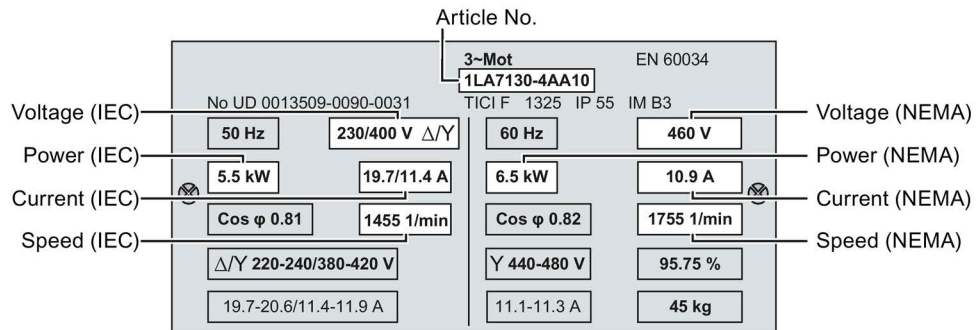 Article No.
3~Mot EN 60034
1LA7130-4AA10
No UD 0013509-0090-0031 TICI F 1325 IP 55 IM B3
Voltage (IEC) 50 Hz 230/400 V Δ/Y 60 Hz 460 V Voltage (NEMA)
Power (IEC) 5.5 kW 19.7/11.4 A 6.5 kW 10.9 A Power (NEMA)
Current (IEC) Current (NEMA)
Cos φ 0.81 1455 1/min Cos φ 0.82 1755 1/min
Speed (IEC) Speed (NEMA)
Δ/Y 220-240/380-420 V Y 440-480 V 95.75 %
19.7-20.6/11.4-11.9 A 11.1-11.3 A 45 kg